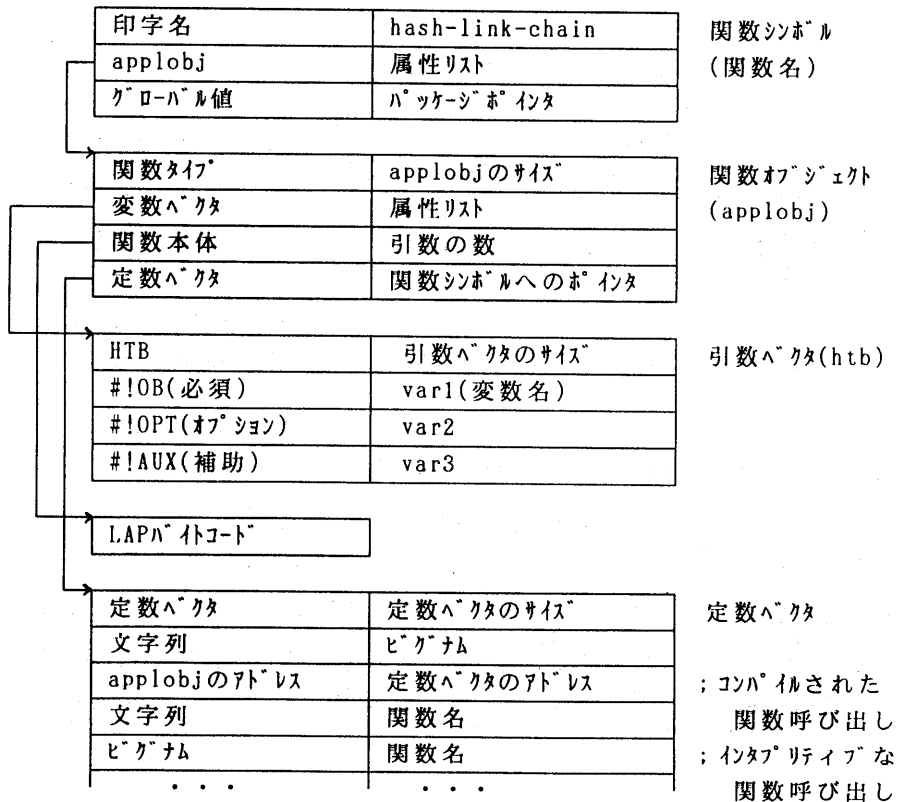 印字名 hash-link-chain 関数ｼﾝﾎﾞﾙ
applobj 属性ﾘｽﾄ (関数名)
ｸﾞﾛｰﾊﾞﾙ値 ﾊﾟｯｹｰｼﾞﾎﾟｲﾝﾀ
関数ﾀｲﾌﾟ applobjのｻｲｽﾞ 関数ｵﾌﾞｼﾞｪｸﾄ
変数ﾍﾞｸﾀ 属性ﾘｽﾄ (applobj)
関数本体 引数の数
定数ﾍﾞｸﾀ 関数ｼﾝﾎﾞﾙへのﾎﾟｲﾝﾀ
HTB 引数ﾍﾞｸﾀのｻｲｽﾞ 引数ﾍﾞｸﾀ(htb)
#!OB(必須) var1(変数名)
#!OPT(ｵﾌﾟｼｮﾝ) var2
#!AUX(補助) var3
LAPﾊﾞｲﾄｺｰﾄﾞ
定数ﾍﾞｸﾀ 定数ﾍﾞｸﾀのｻｲｽﾞ 定数ﾍﾞｸﾀ
文字列 ﾋﾞｸﾞﾅﾑ
applobjのｱﾄﾞﾚｽ 定数ﾍﾞｸﾀのｱﾄﾞﾚｽ ;ｺﾝﾊﾟｲﾙされた
文字列 関数名 関数呼び出し
ﾋﾞｸﾞﾅﾑ 関数名 ;ｲﾝﾀﾌﾟﾘﾃｨﾌﾞな
・・・ ・・・ 関数呼び出し